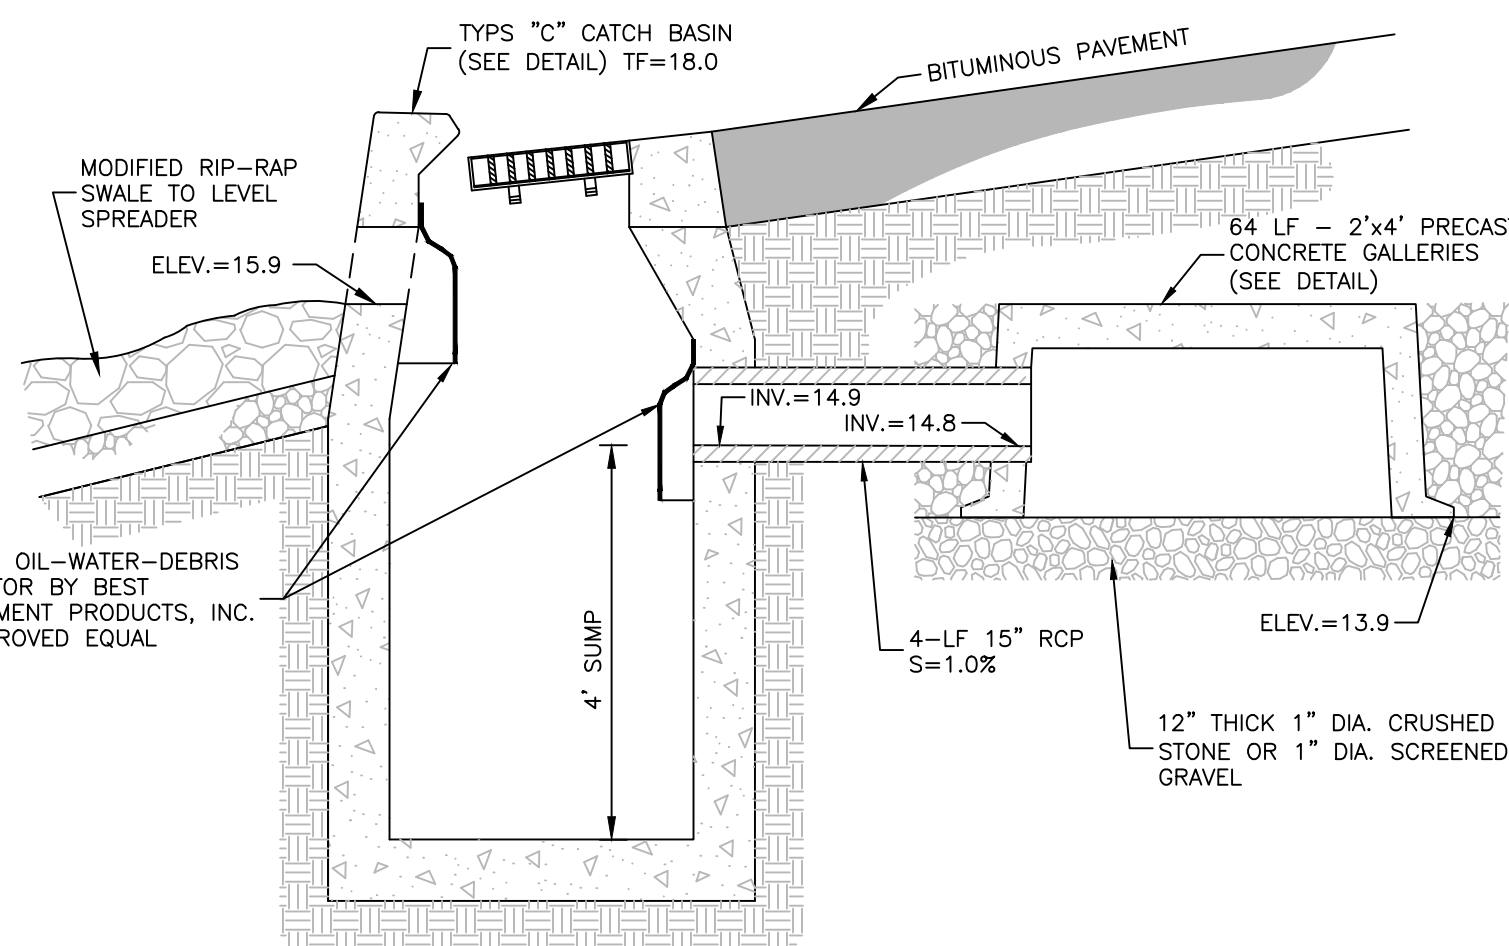 TYPS "C" CATCH BASIN
(SEE DETAIL) TF=18.0
BITUMINOUS PAVEMENT
MODIFIED RIP-RAP
SWALE TO LEVEL
SPREADER
ELEV.=15.9
64 LF - 2'x4' PRECAS
CONCRETE GALLERIES
(SEE DETAIL)
INV.=14.9
INV.=14.8
OIL-WATER-DEBRIS
TOR BY BEST
MENT PRODUCTS, INC.
ROVED EQUAL
4' SUMP
4-LF 15" RCP
S=1.0%
ELEV.=13.9
12" THICK 1" DIA. CRUSHED
STONE OR 1" DIA. SCREENED
GRAVEL